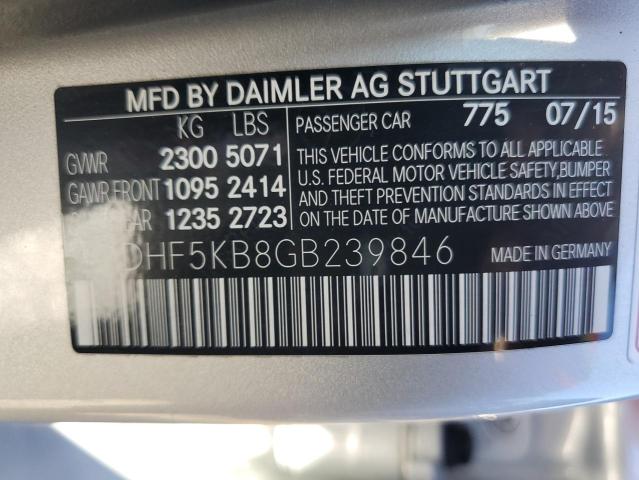 MFD BY DAIMLER AG STUTTGART
KG LBS PASSENGER CAR 775 07/15
GVWR 2300 5071 THIS VEHICLE CONFORMS TO ALL APPLICABLE
GAWR FRONT 1095 2414 U.S. FEDERAL MOTOR VEHICLE SAFETY,BUMPER
1235 2723 AND THEFT PREVENTION STANDARDS IN EFFECT
ON THE DATE OF MANUFACTURE SHOWN ABOVE
DHF5KB8GB239846 MADE IN GERMANY